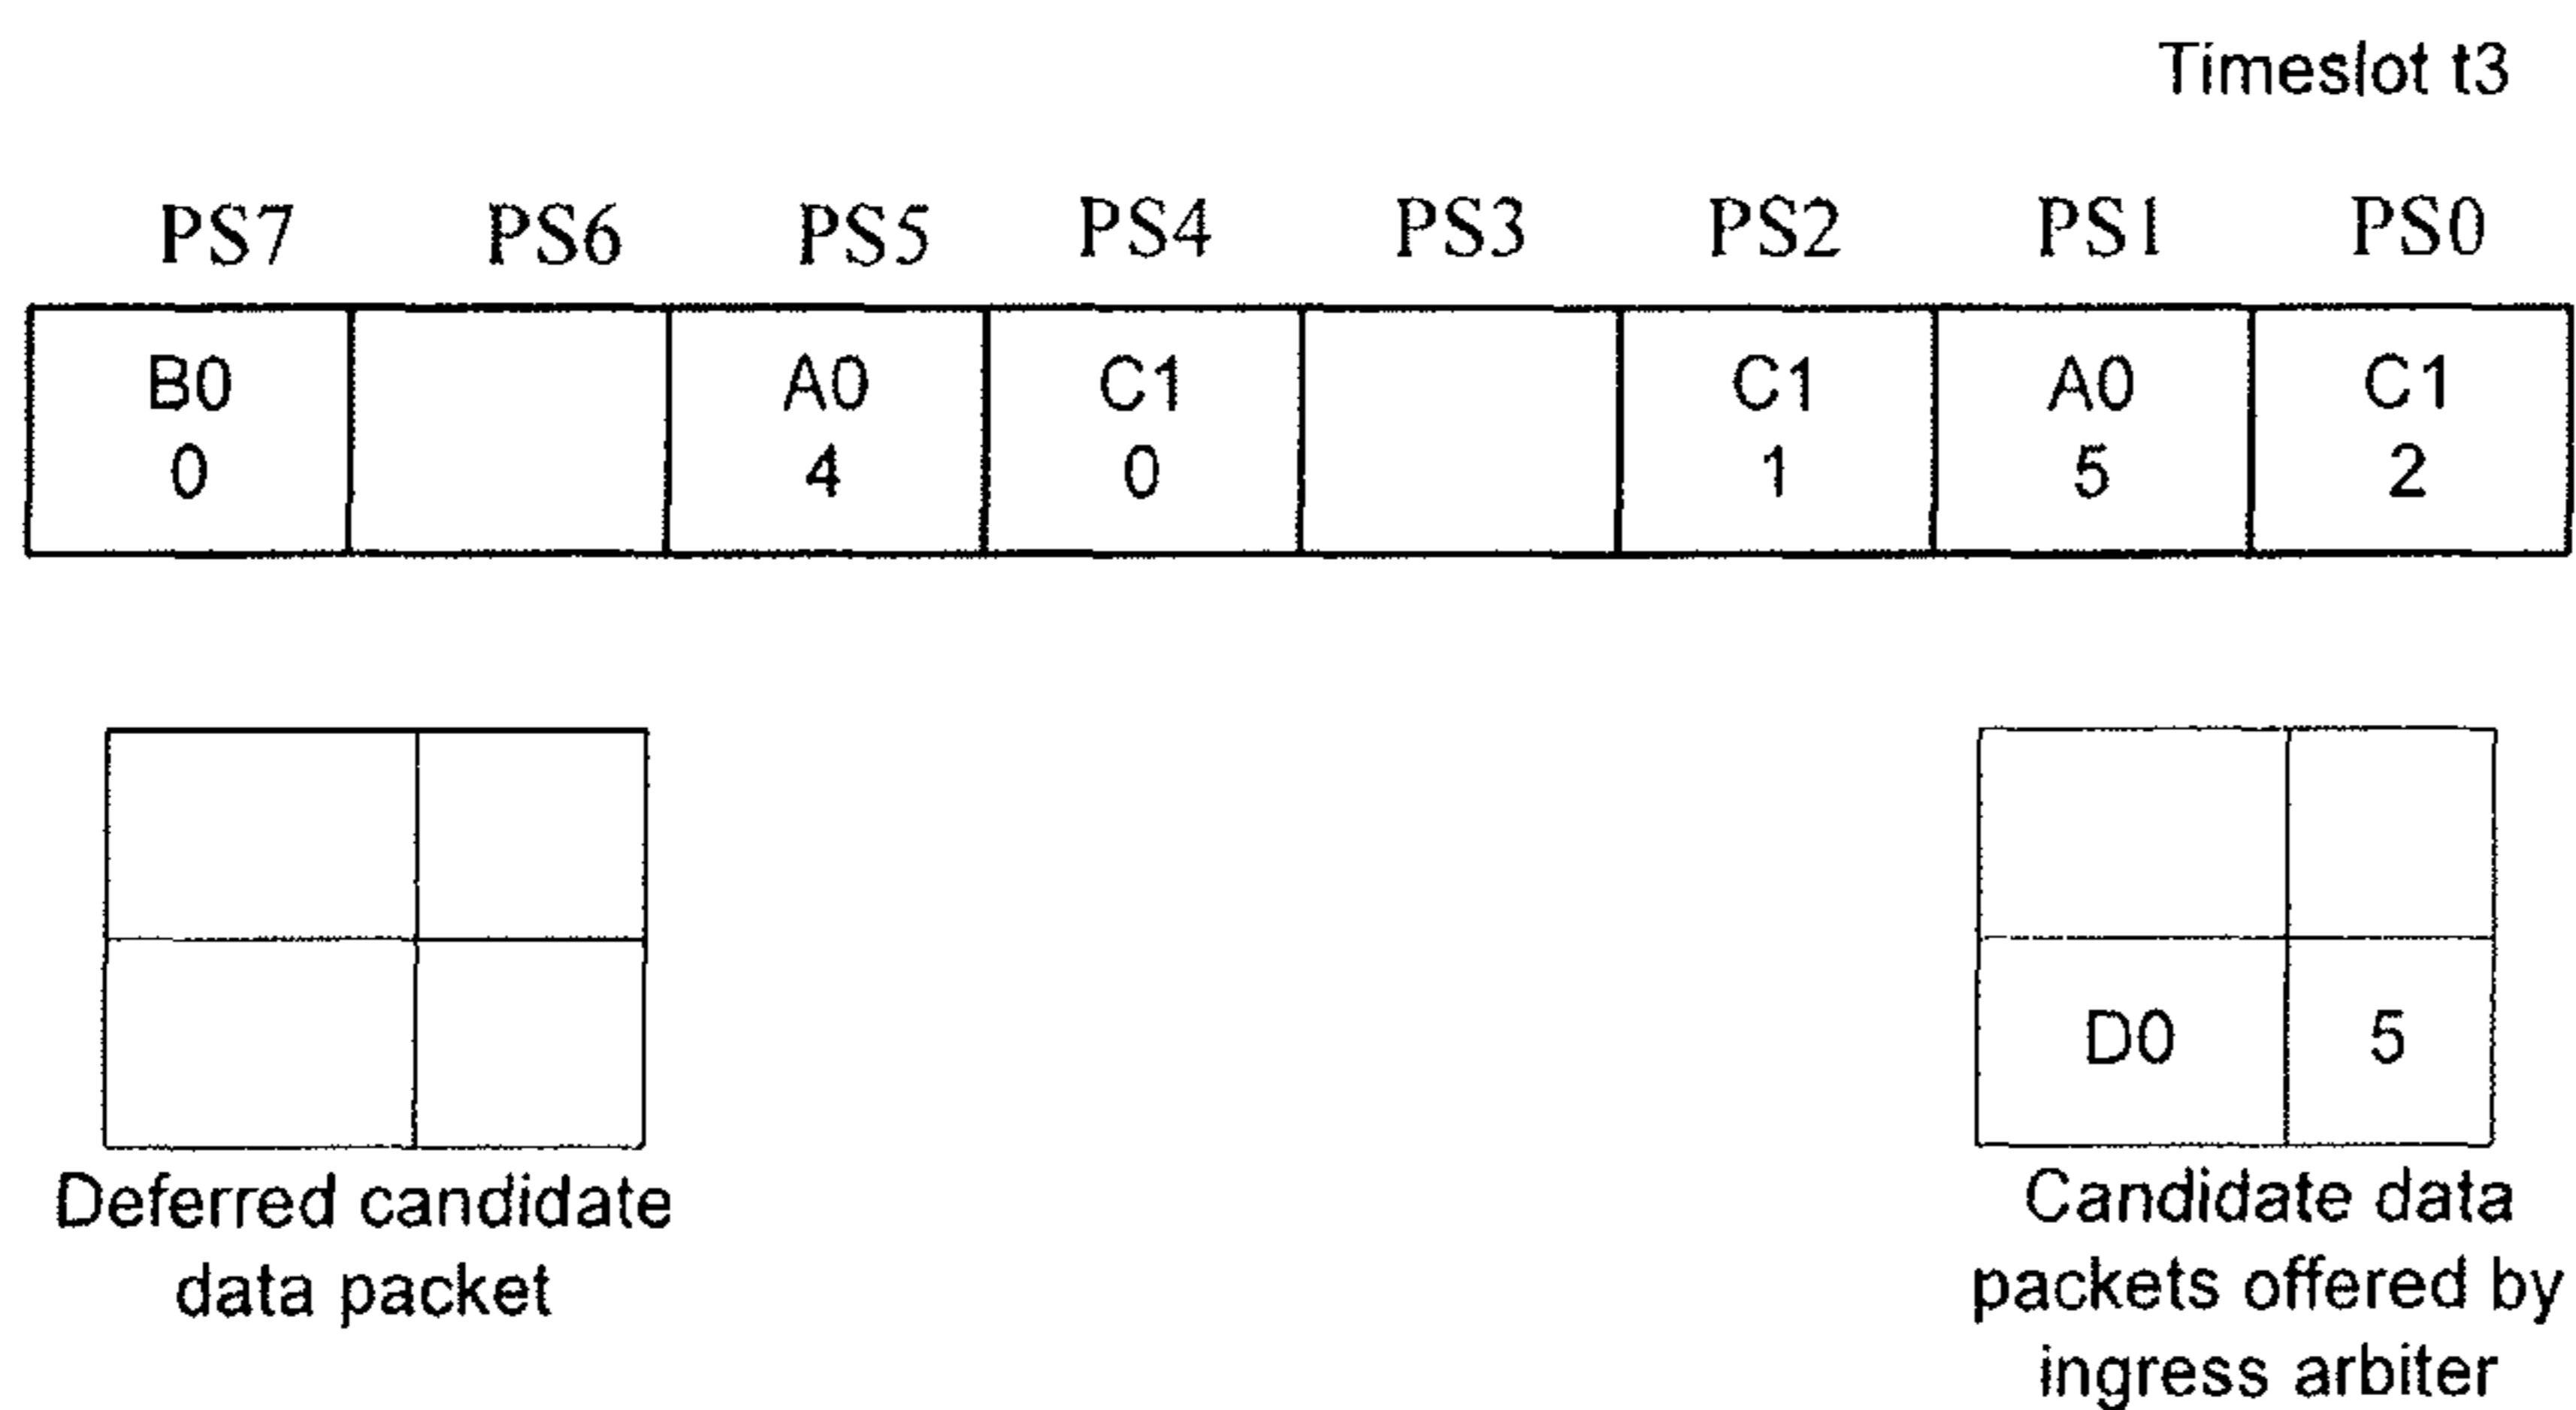 Timeslot t3
PS7 PS6 PS5 PS4 PS3 PS2 PS1 PS0
B0 A0 C1 C1 A0 C1
0 4 0 1 5 2
D0 5
Deferred candidate
data packet
Candidate data
packets offered by
ingress arbiter